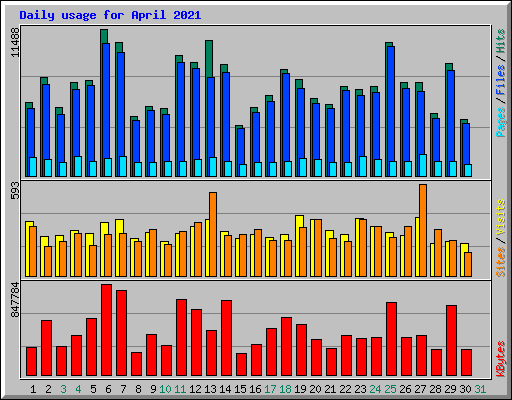 Daily usage for April 2021
11488
Pages / Files / Hits
593
Sites / Visits
847784
KBytes
1 2 3 4 5 6 7 8 9 10 11 12 13 14 15 16 17 18 19 20 21 22 23 24 25 26 27 28 29 30 31